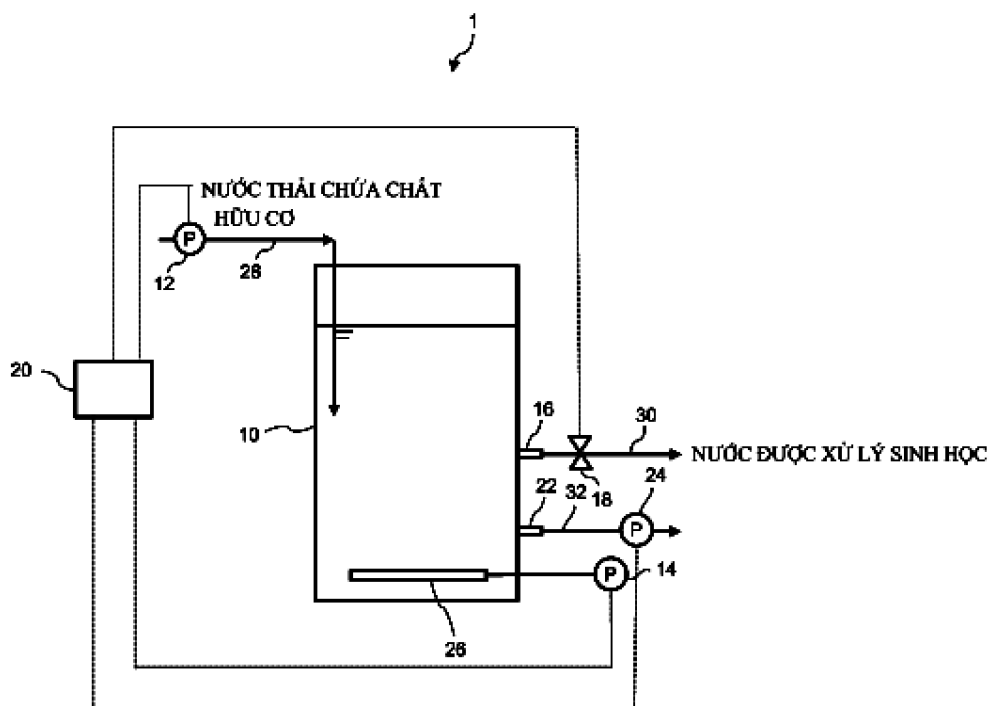 1
NƯỚC THẢI CHỨA CHẤT
HỮU CƠ
P
12
28
20
10
16
30
NƯỚC ĐƯỢC XỬ LÝ SINH HỌC
18
22
32
24
P
P
14
26